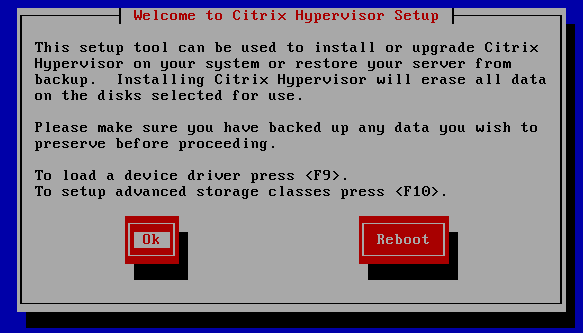 Welcome to Citrix Hypervisor Setup
This setup tool can be used to install or upgrade Citrix
Hypervisor on your system or restore your server from
backup.  Installing Citrix Hypervisor will erase all data
on the disks selected for use.
Please make sure you have backed up any data you wish to
preserve before proceeding.
To load a device driver press <F9>.
To setup advanced storage classes press <F10>.
Ok
Reboot